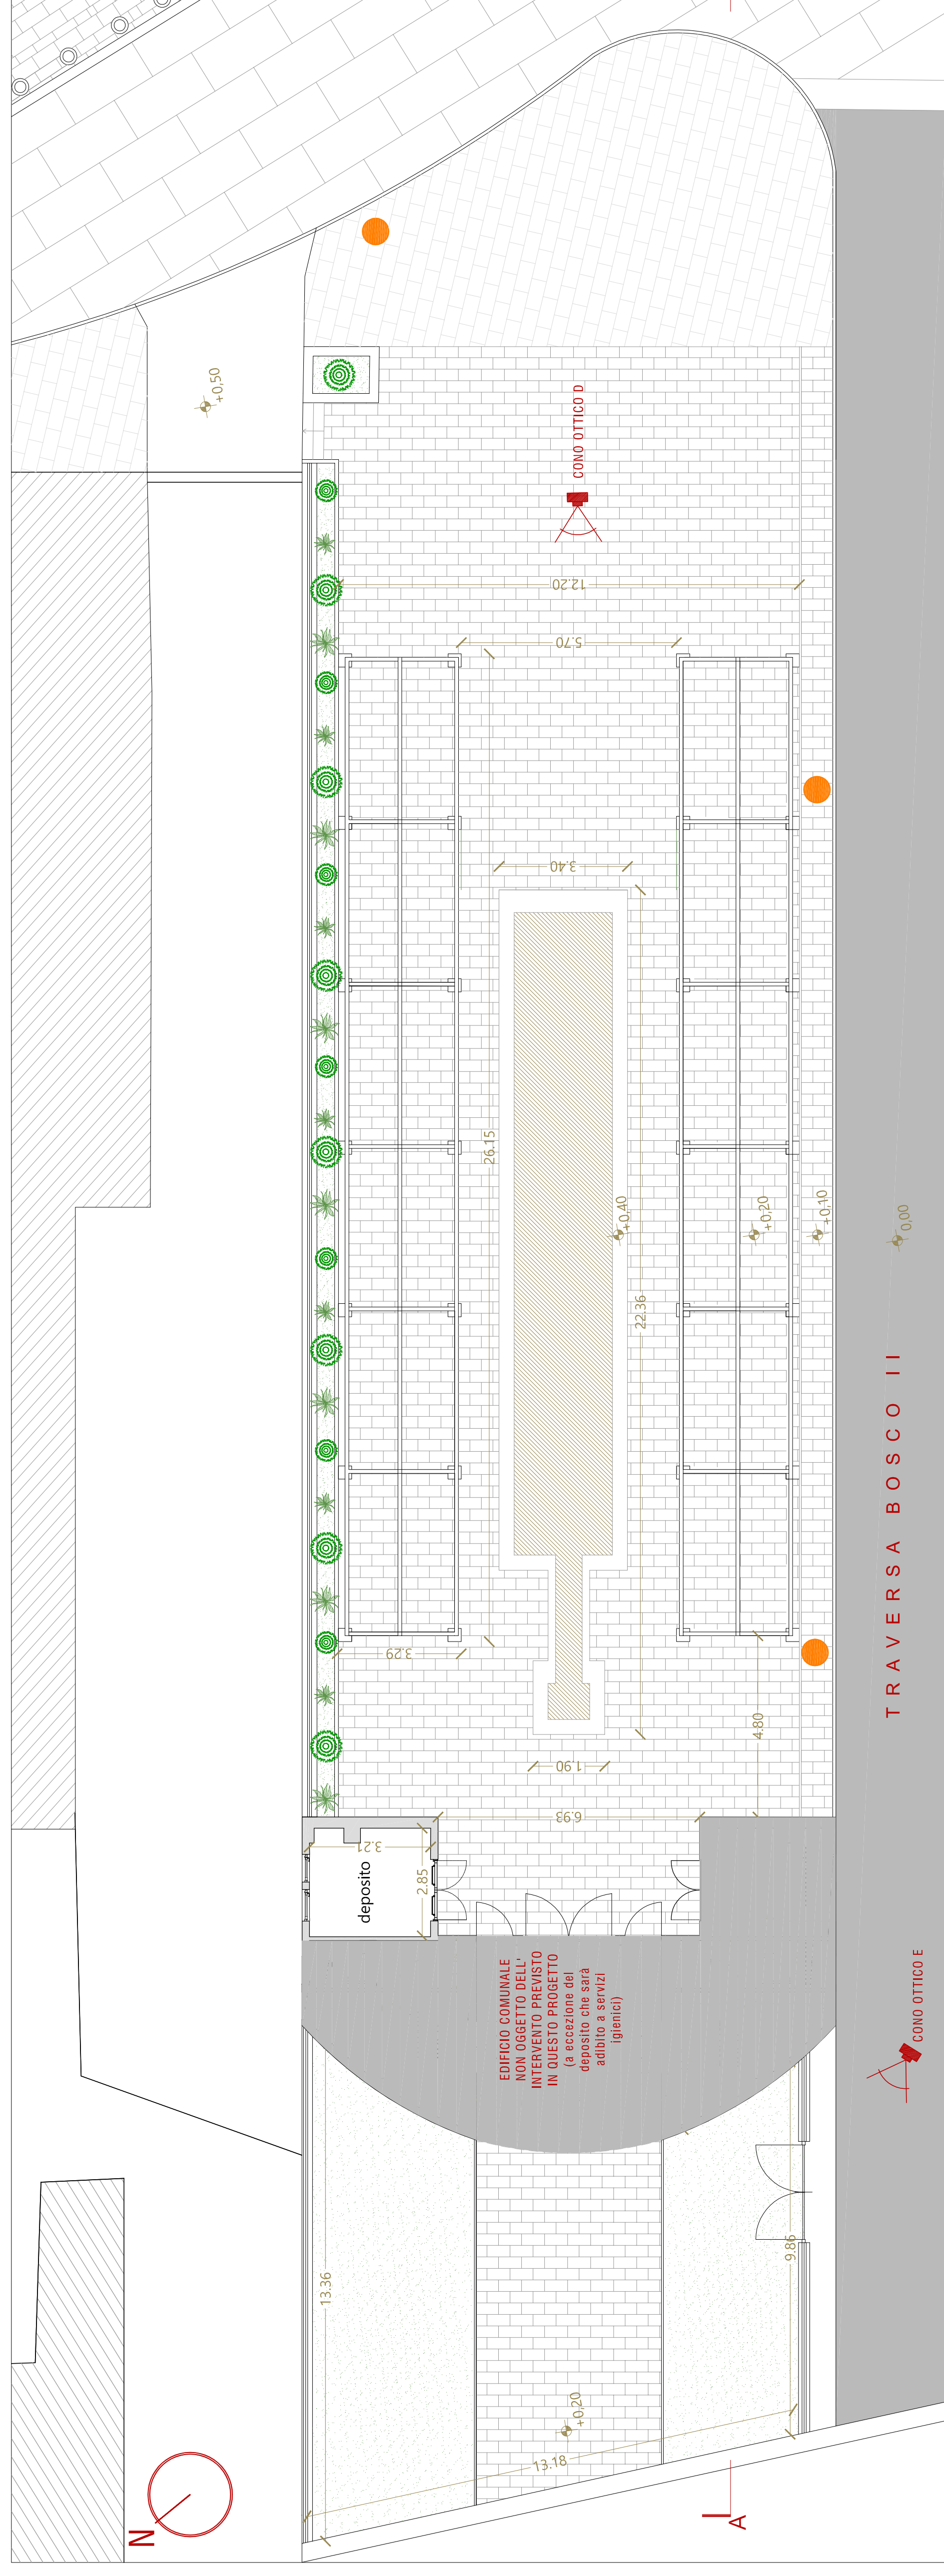 +0,50
CONO OTTICO D
12.20
5.70
3.40
26.15
+0,40
+0,20
+0,10
0,00
22.36
TRAVERSA BOSCO II
3.29
4.80
1.90
6.93
3.21
2.85
deposito
EDIFICIO COMUNALE
NON OGGETTO DELL'
INTERVENTO PREVISTO
IN QUESTO PROGETTO
(a eccezione del
deposito che sarà
adibito a servizi
igienici)
CONO OTTICO E
13.36
9.86
+0,20
13.18
N
A